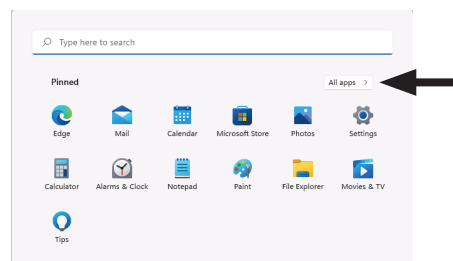 Type here to search
Pinned
All apps >
Edge Mail Calendar Microsoft Store Photos Settings
Calculator Alarms & Clock Notepad Paint File Explorer Movies & TV
Tips